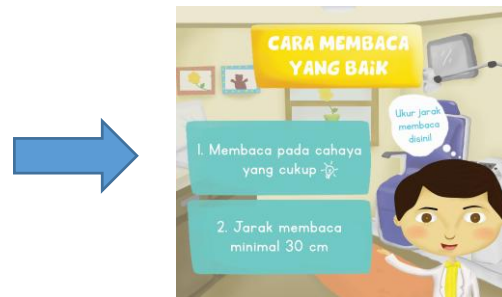 CARA MEMBACA
YANG BAiK
Ukur jarak
membaca
disini!
1. Membaca pada cahaya
yang cukup
2. Jarak membaca
minimal 30 cm